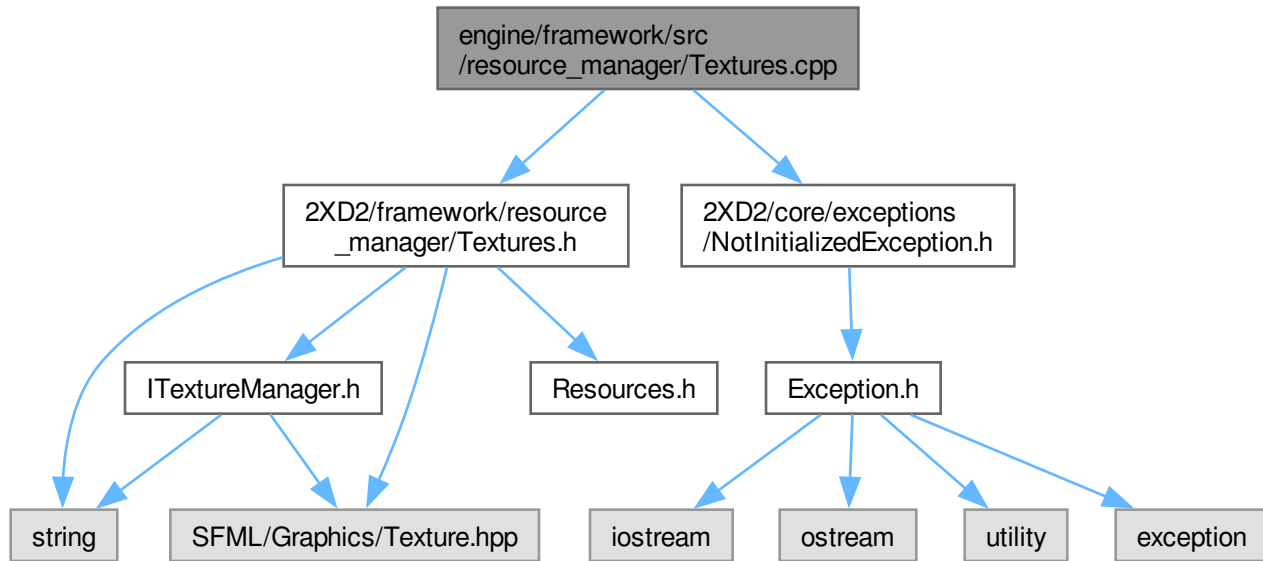 engine/framework/src
/resource_manager/Textures.cpp
2XD2/framework/resource
_manager/Textures.h
2XD2/core/exceptions
/NotInitializedException.h
ITextureManager.h
Resources.h
Exception.h
string
SFML/Graphics/Texture.hpp
iostream
ostream
utility
exception